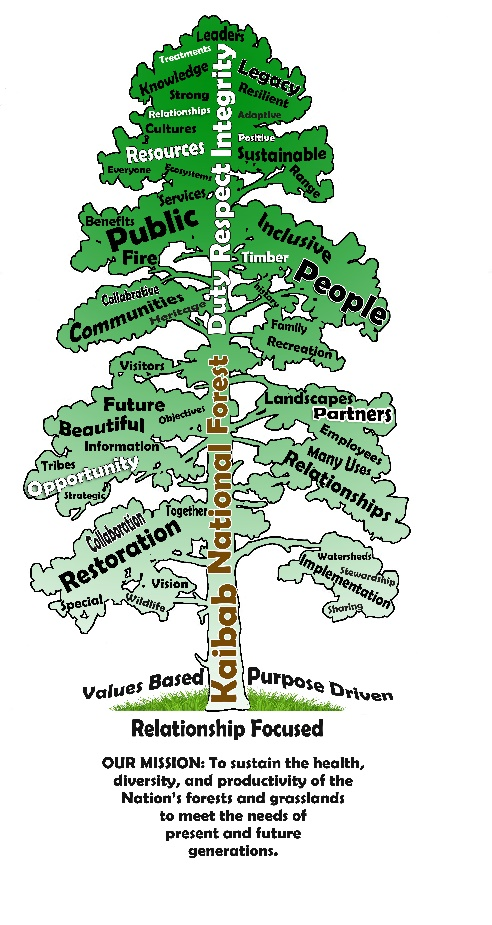 Leaders
Treatments
Knowledge
Legacy
Strong
Resilient
Relationships
Adaptive
Cultures
Positive
Resources
Sustainable
Everyone
Ecosystems
Range
Services
Benefits
Public
Inclusive
Fire
Timber
People
Collaborative
history
Communities
Heritage
Family
Recreation
Visitors
Future
Landscapes
Objectives
Partners
Beautiful
Employees
Information
Many Uses
Tribes
Opportunity
Relationships
Strategic
Together
Collaboration
Restoration
Watersheds
Stewardship
Implementation
Vision
Special
Wildlife
Sharing
Duty Respect Integrity
Kaibab National Forest
Values Based
Purpose Driven
Relationship Focused
OUR MISSION: To sustain the health,
diversity, and productivity of the
Nation's forests and grasslands
to meet the needs of
present and future
generations.